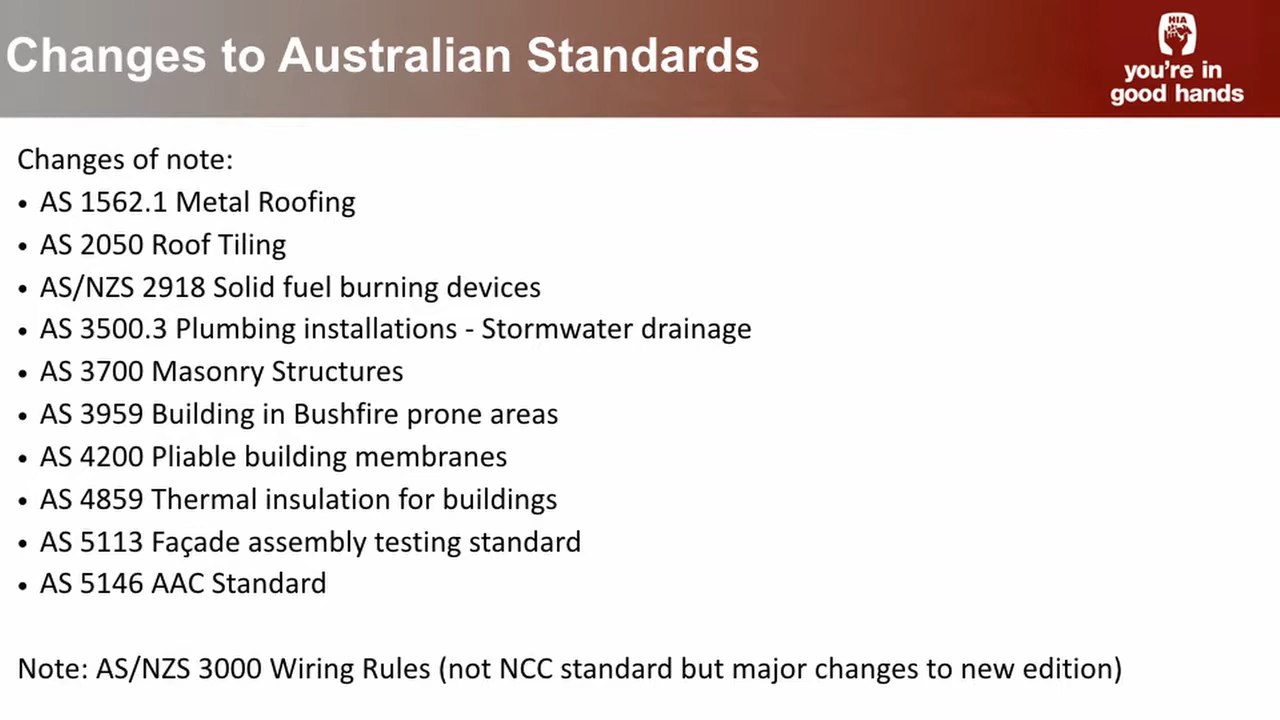 Changes to Australian Standards
HIA
you're in
good hands
Changes of note:
• AS 1562.1 Metal Roofing
• AS 2050 Roof Tiling
• AS/NZS 2918 Solid fuel burning devices
• AS 3500.3 Plumbing installations - Stormwater drainage
• AS 3700 Masonry Structures
• AS 3959 Building in Bushfire prone areas
• AS 4200 Pliable building membranes
• AS 4859 Thermal insulation for buildings
• AS 5113 Façade assembly testing standard
• AS 5146 AAC Standard
Note: AS/NZS 3000 Wiring Rules (not NCC standard but major changes to new edition)